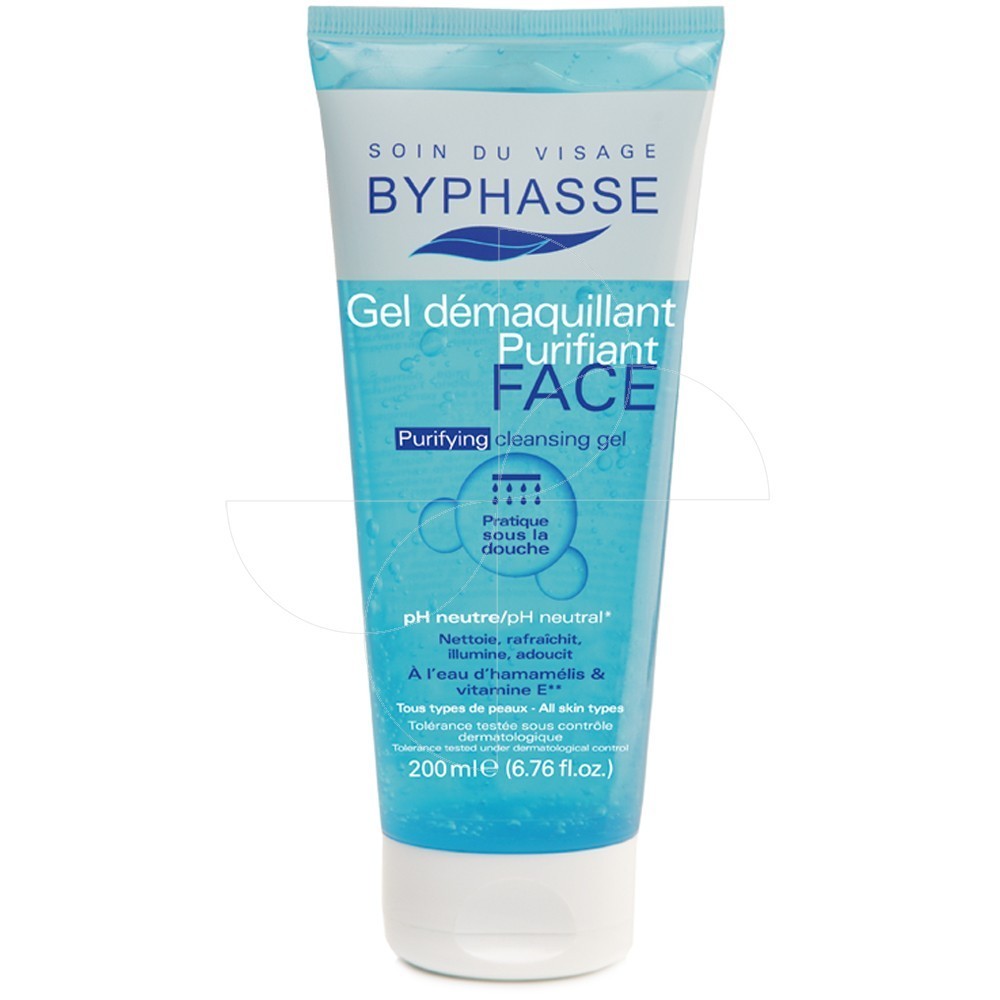 SOIN DU VISAGE
BYPHASSE
Gel démaquillant
Purifiant
FACE
Purifying cleansing gel
Pratique
sous la
douche
pH neutre/pH neutral*
Nettoie, rafraîchit,
illumine, adoucit
À l'eau d'hamamélis &
vitamine E**
Tous types de peaux - All skin types
Tolérance testée sous contrôle
dermatologique
Tolerance tested under dermatological control
200 ml e (6.76 fl.oz.)